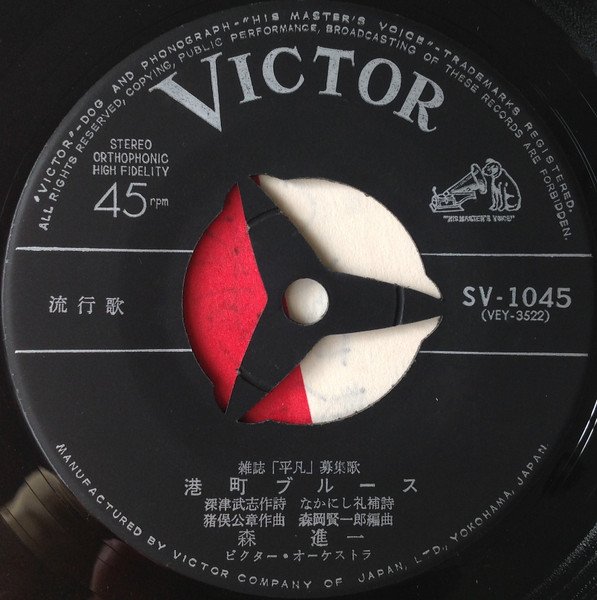 "VICTOR"-DOG AND PHONOGRAPH-"HIS MASTER'S VOICE"-TRADEMARKS REGISTERED.
ALL RIGHTS RESERVED, COPYING, PUBLIC PERFORMANCE, BROADCASTING OF THESE RECORDS ARE FORBIDDEN.
VICTOR
STEREO
ORTHOPHONIC
HIGH FIDELITY
45 rpm
"HIS MASTER'S VOICE"
流行歌
SV-1045
(VEY-3522)
雑誌「平凡」募集歌
港町ブルース
深津武志作詩 なかにし礼補詩
猪俣公章作曲 森岡賢一郎編曲
森 進一
ビクター・オーケストラ
MANUFACTURED BY VICTOR COMPANY OF JAPAN, LTD., YOKOHAMA, JAPAN.